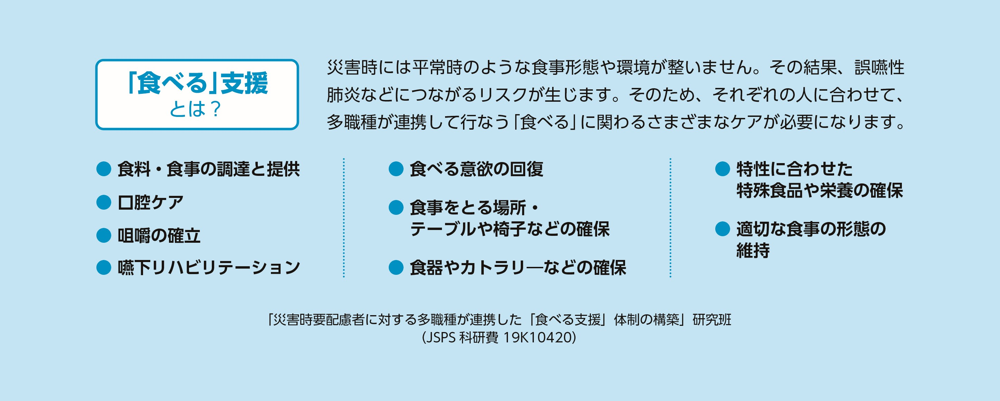 「食べる」支援
とは？
災害時には平常時のような食事形態や環境が整いません。その結果、誤嚥性
肺炎などにつながるリスクが生じます。そのため、それぞれの人に合わせて、
多職種が連携して行なう「食べる」に関わるさまざまなケアが必要になります。
● 食料・食事の調達と提供
● 口腔ケア
● 咀嚼の確立
● 嚥下リハビリテーション
● 食べる意欲の回復
● 食事をとる場所・
テーブルや椅子などの確保
● 食器やカトラリ―などの確保
● 特性に合わせた
特殊食品や栄養の確保
● 適切な食事の形態の
維持
「災害時要配慮者に対する多職種が連携した「食べる支援」体制の構築」研究班
（JSPS 科研費 19K10420）